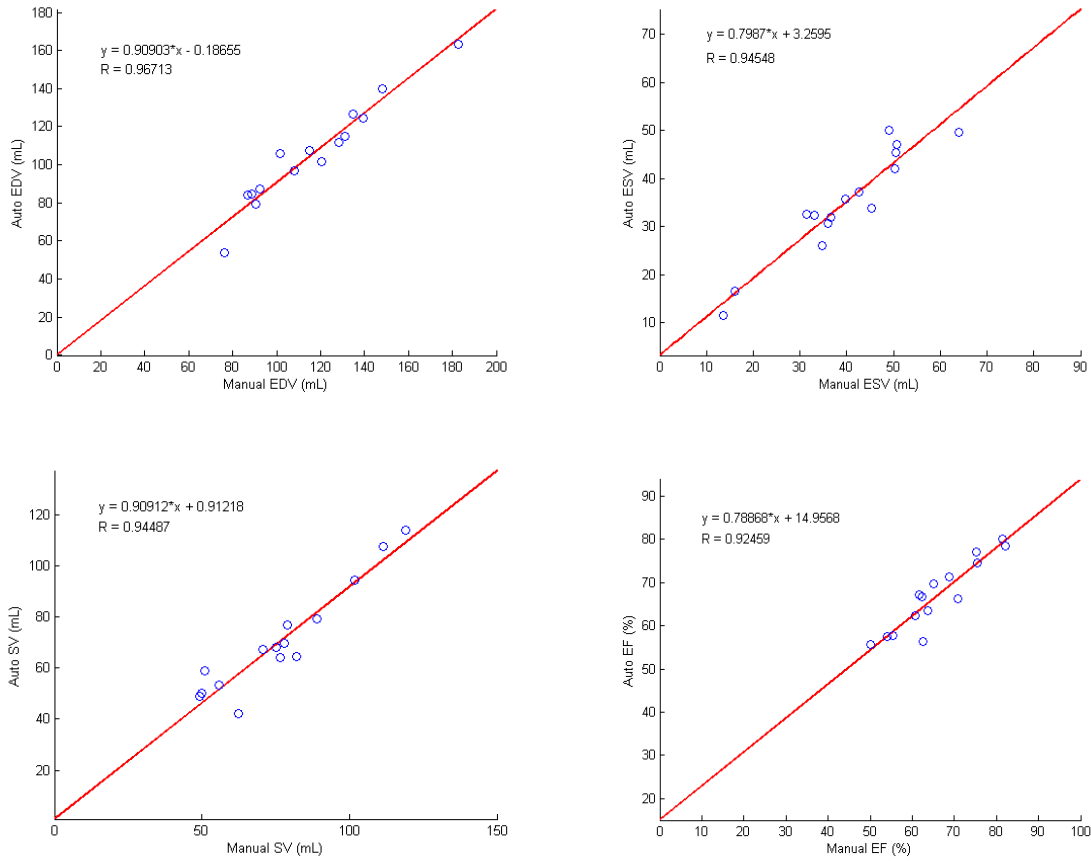 180
160
140
120
100
80
60
40
20
0
y = 0.90903*x - 0.18655
R = 0.96713
Auto EDV (mL)
0 20 40 60 80 100 120 140 160 180 200
Manual EDV (mL)
70
60
50
40
30
20
10
y = 0.7987*x + 3.2595
R = 0.94548
Auto ESV (mL)
0 10 20 30 40 50 60 70 80 90
Manual ESV (mL)
120
100
80
60
40
20
y = 0.90912*x + 0.91218
R = 0.94487
Auto SV (mL)
0 50 100 150
Manual SV (mL)
90
80
70
60
50
40
30
20
y = 0.78868*x + 14.9568
R = 0.92459
Auto EF (%)
0 10 20 30 40 50 60 70 80 90 100
Manual EF (%)